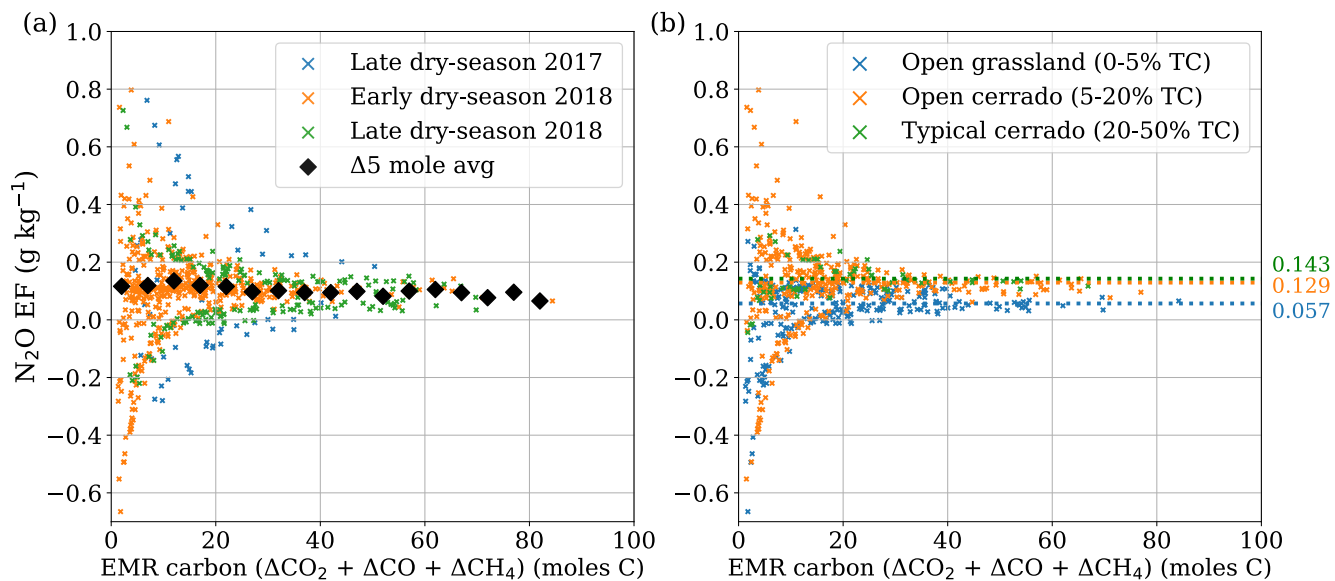 (a)
N₂O EF (g kg⁻¹)
1.0
0.8
0.6
0.4
0.2
0.0
−0.2
−0.4
−0.6
Late dry-season 2017
Early dry-season 2018
Late dry-season 2018
Δ5 mole avg
0 20 40 60 80 100
EMR carbon (ΔCO₂ + ΔCO + ΔCH₄) (moles C)
(b)
1.0
0.8
0.6
0.4
0.2
0.0
−0.2
−0.4
−0.6
Open grassland (0-5% TC)
Open cerrado (5-20% TC)
Typical cerrado (20-50% TC)
0.143
0.129
0.057
0 20 40 60 80 100
EMR carbon (ΔCO₂ + ΔCO + ΔCH₄) (moles C)